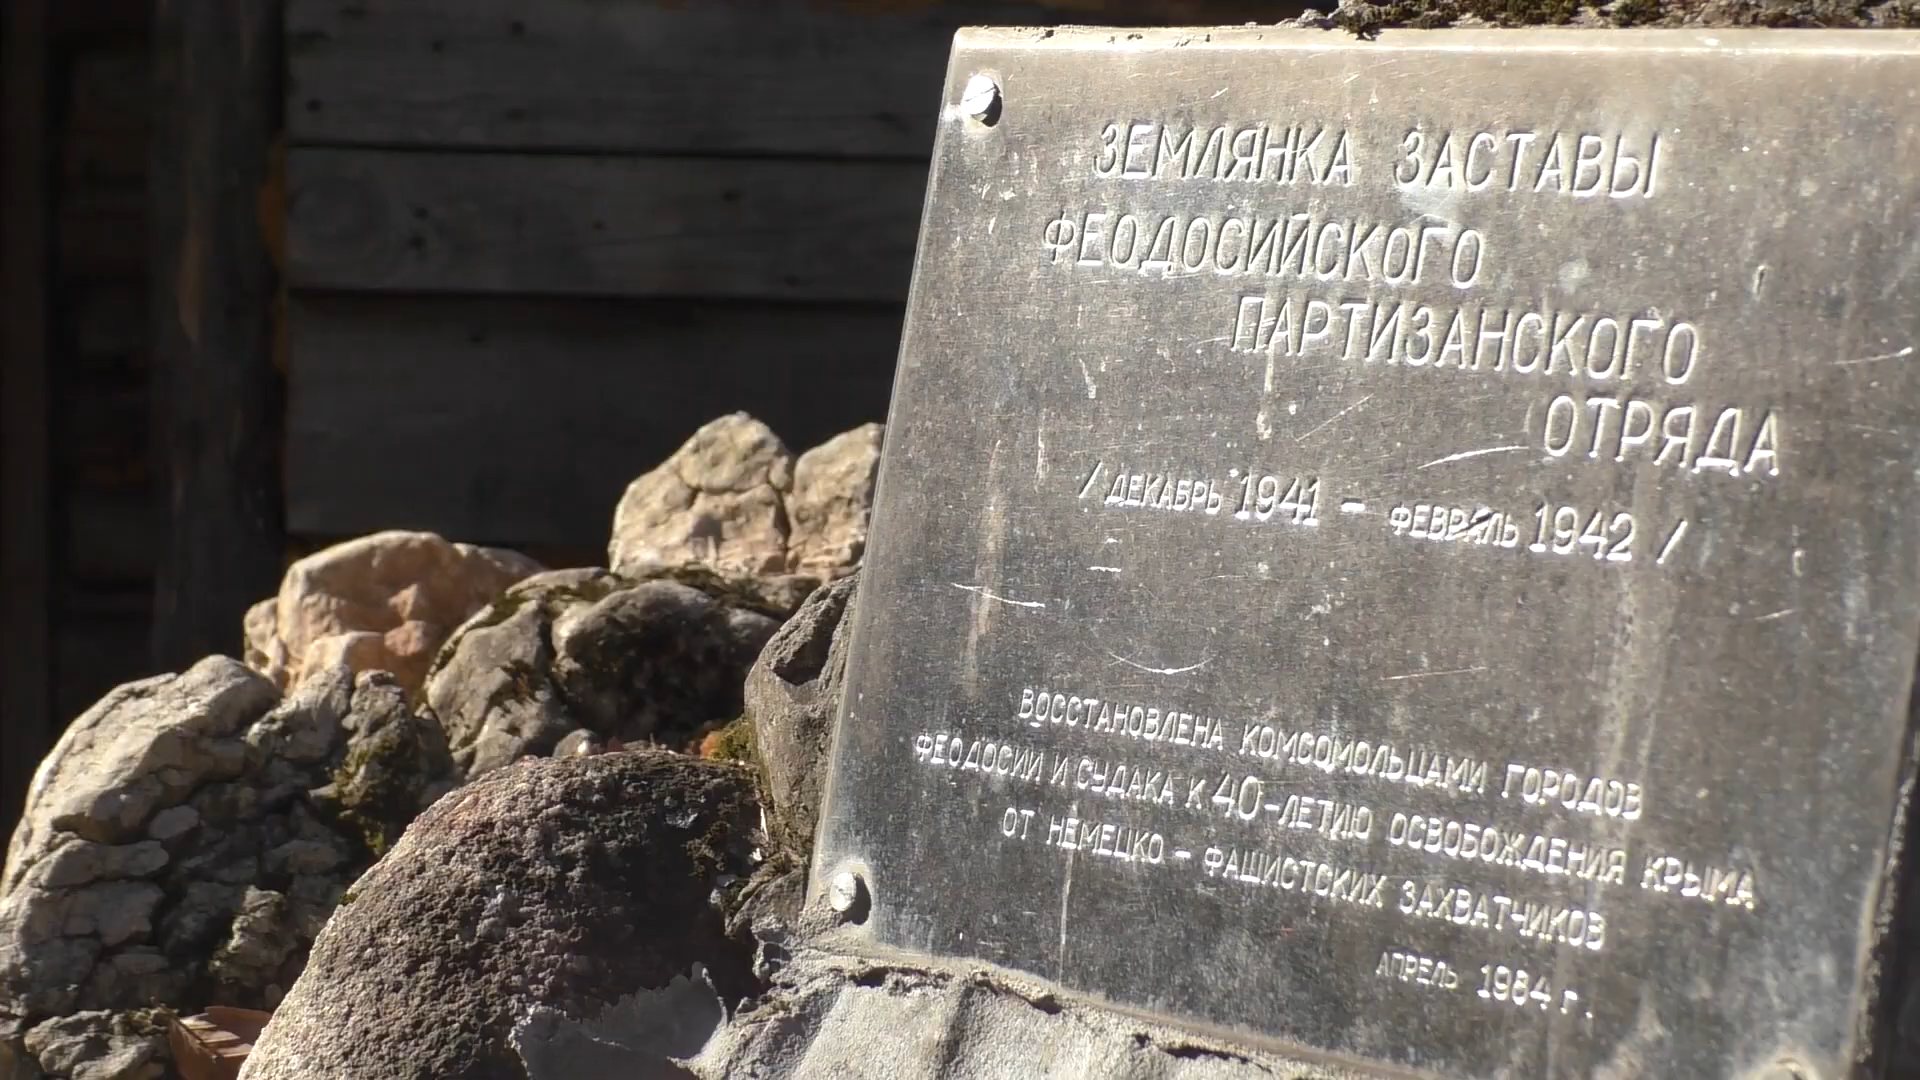 ЗЕМЛЯНКА ЗАСТАВЫ
ФЕОДОСИЙСКОГО
ПАРТИЗАНСКОГО
ОТРЯДА
/ ДЕКАБРЬ 1941 - ФЕВРАЛЬ 1942 /
ВОССТАНОВЛЕНА КОМСОМОЛЬЦАМИ ГОРОДОВ
ФЕОДОСИИ И СУДАКА К 40-ЛЕТИЮ ОСВОБОЖДЕНИЯ КРЫМА
ОТ НЕМЕЦКО - ФАШИСТСКИХ ЗАХВАТЧИКОВ
АПРЕЛЬ 1984 г.